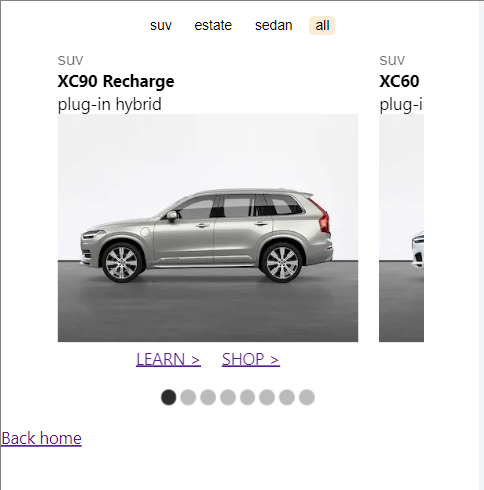 suv estate sedan all
suv suv
XC90 Recharge XC60
plug-in hybrid plug-i
LEARN > SHOP >
Back home